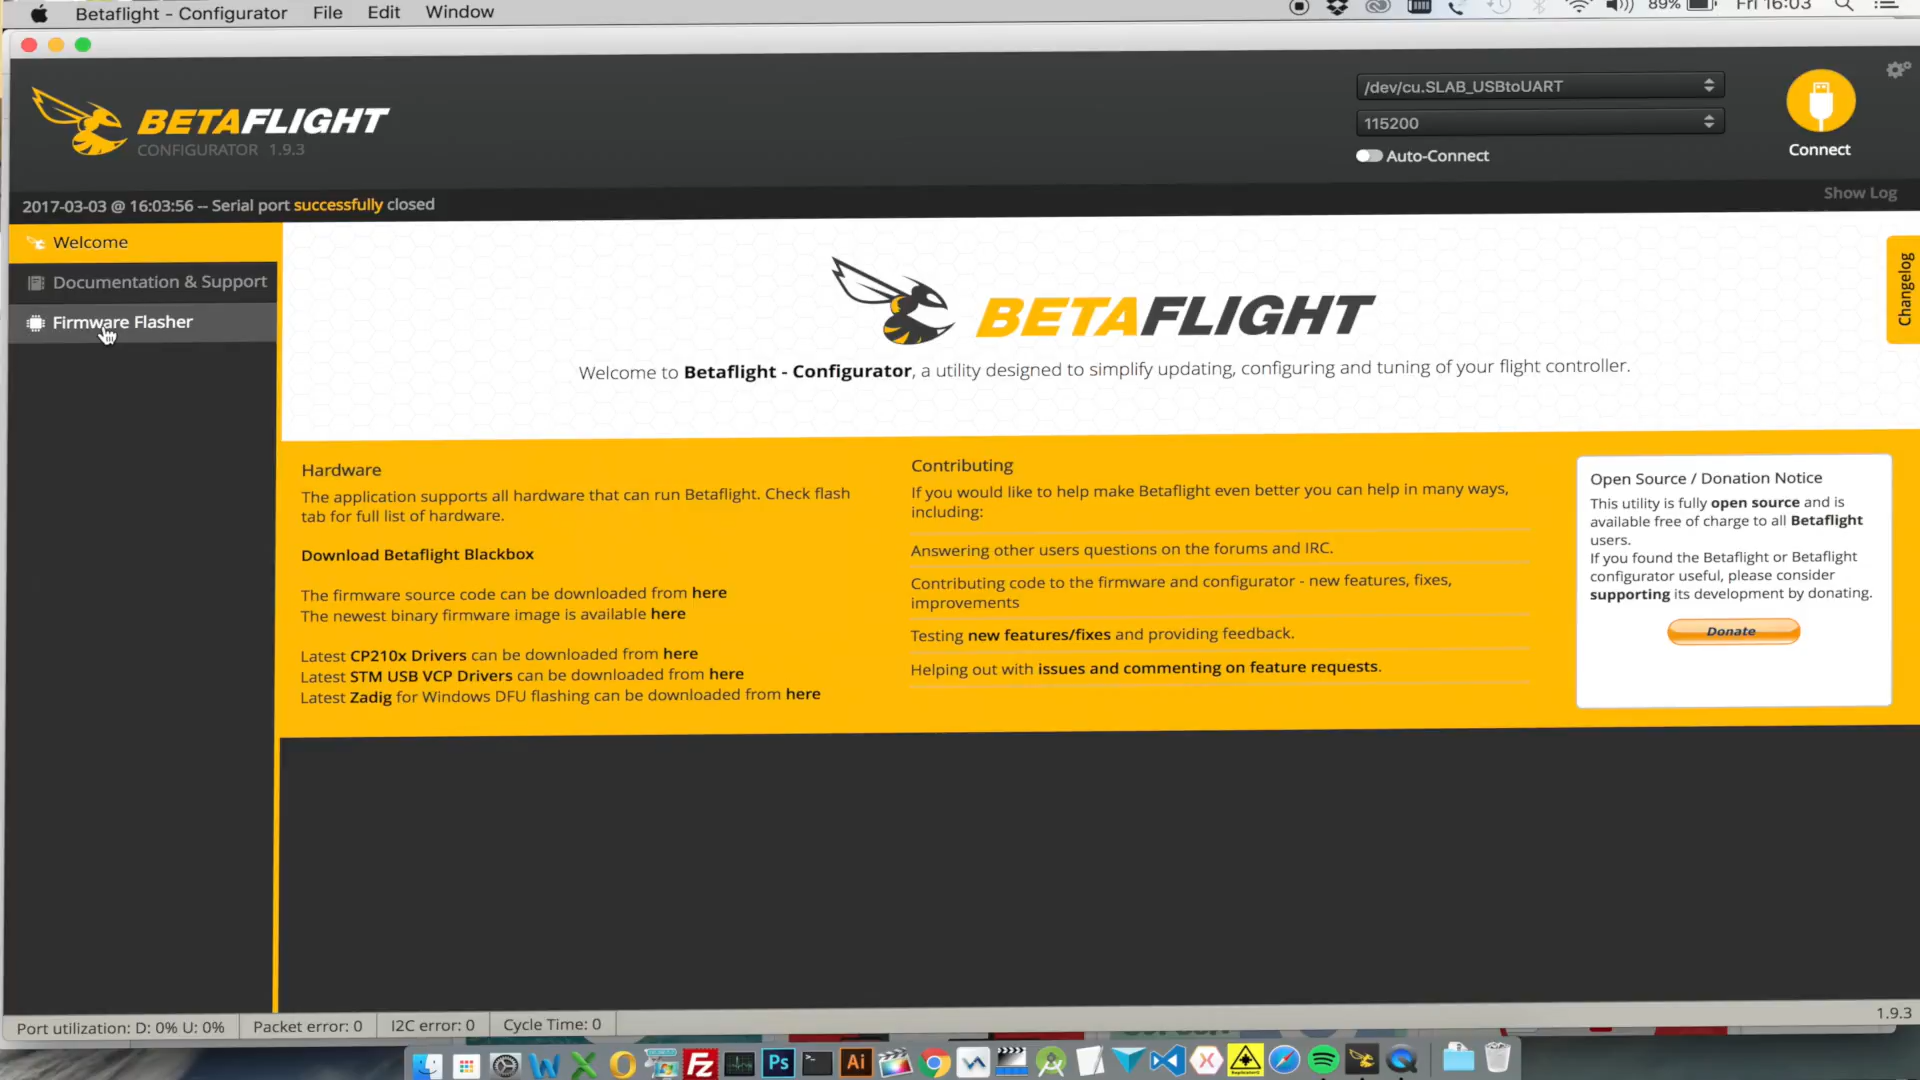 Betaflight - Configurator File Edit Window
89% Fri 16:03
BETAFLIGHT
CONFIGURATOR 1.9.3
/dev/cu.SLAB_USBtoUART
115200
Auto-Connect
Connect
2017-03-03 @ 16:03:56 -- Serial port successfully closed
Show Log
Welcome
Documentation & Support
Firmware Flasher
BETAFLIGHT
Changelog
Welcome to Betaflight - Configurator, a utility designed to simplify updating, configuring and tuning of your flight controller.
Hardware
The application supports all hardware that can run Betaflight. Check flash
tab for full list of hardware.
Download Betaflight Blackbox
The firmware source code can be downloaded from here
The newest binary firmware image is available here
Latest CP210x Drivers can be downloaded from here
Latest STM USB VCP Drivers can be downloaded from here
Latest Zadig for Windows DFU flashing can be downloaded from here
Contributing
If you would like to help make Betaflight even better you can help in many ways,
including:
Answering other users questions on the forums and IRC.
Contributing code to the firmware and configurator - new features, fixes,
improvements
Testing new features/fixes and providing feedback.
Helping out with issues and commenting on feature requests.
Open Source / Donation Notice
This utility is fully open source and is
available free of charge to all Betaflight
users.
If you found the Betaflight or Betaflight
configurator useful, please consider
supporting its development by donating.
Donate
Port utilization: D: 0% U: 0% Packet error: 0 I2C error: 0 Cycle Time: 0
1.9.3
Fz
Ps
Ai